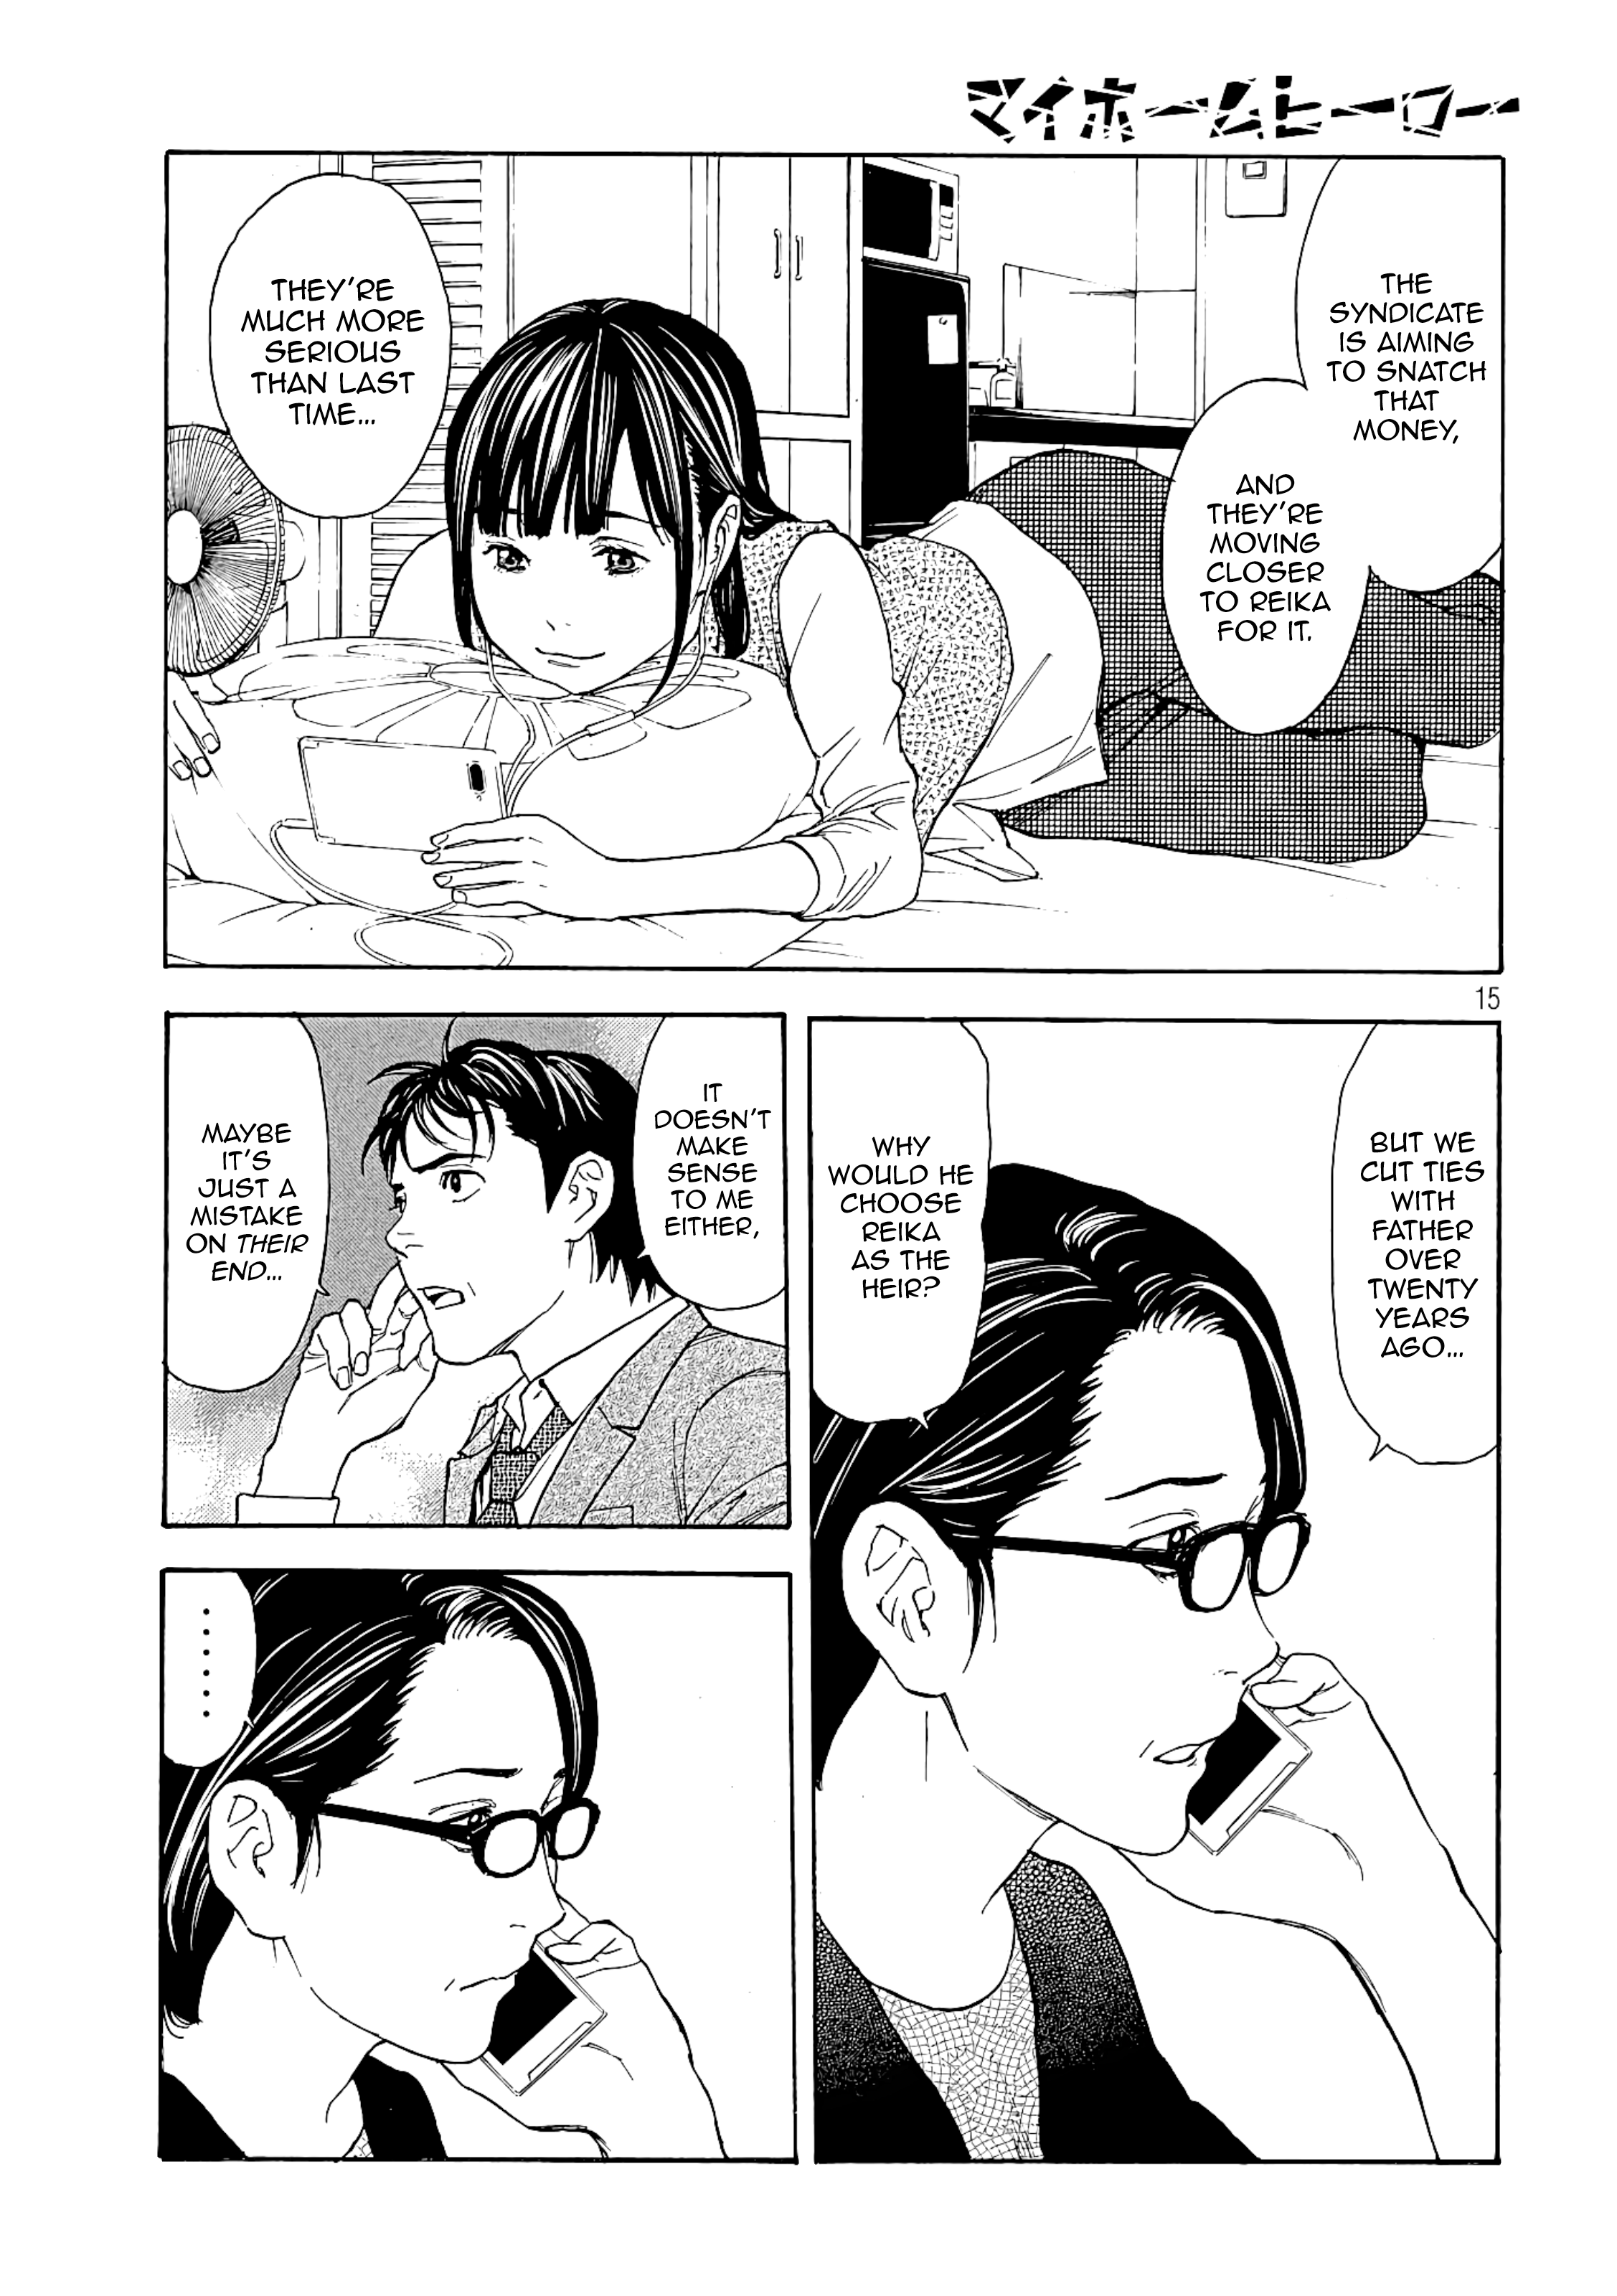 マイホームヒーロー
THE
SYNDICATE
IS AIMING
TO SNATCH
THAT
MONEY,
AND
THEY'RE
MOVING
CLOSER
TO REIKA
FOR IT.
THEY'RE
MUCH MORE
SERIOUS
THAN LAST
TIME...
15
BUT WE
CUT TIES
WITH
FATHER
OVER
TWENTY
YEARS
AGO...
WHY
WOULD HE
CHOOSE
REIKA
AS THE
HEIR?
IT
DOESN'T
MAKE
SENSE
TO ME
EITHER,
MAYBE
IT'S
JUST A
MISTAKE
ON THEIR
END...
......